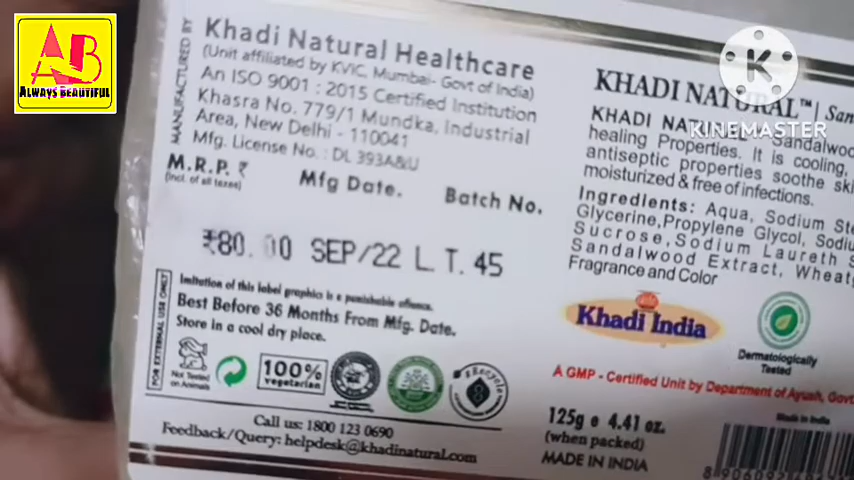 AB
ALWAYS BEAUTIFUL
MANUFACTURED BY
Khadi Natural Healthcare
(Unit affiliated by KVIC, Mumbai- Govt of India)
An ISO 9001 : 2015 Certified Institution
Khasra No. 779/1 Mundka, Industrial
Area, New Delhi - 110041
Mfg. License No. : DL 393A&U
M.R.P. ₹ Mfg Date. Batch No.
(Incl. of all taxes)
₹80.00 SEP/22 L.T. 45
FOR EXTERNAL USE ONLY
Imitation of this label graphics is a punishable offence.
Best Before 36 Months From Mfg. Date.
Store in a cool dry place.
Not Tested
on Animals
100%
vegetarian
GMP
Recycle
Call us: 1800 123 0690
Feedback/Query: helpdesk@khadinatural.com
KHADI NATURAL™ | San
KHADI NATURAL Sandalwood
healing Properties. It is cooling,
antiseptic properties soothe ski
moisturized & free of infections.
Ingredients: Aqua, Sodium Ste
Glycerine, Propylene Glycol, Sodiu
Sucrose, Sodium Laureth S
Sandalwood Extract, Wheat
Fragrance and Color
Khadi India
Dermatologically
Tested
A GMP - Certified Unit by Department of Ayush, Govt
125g e 4.41 oz.
(when packed)
MADE IN INDIA
Made in India
K
KINEMASTER